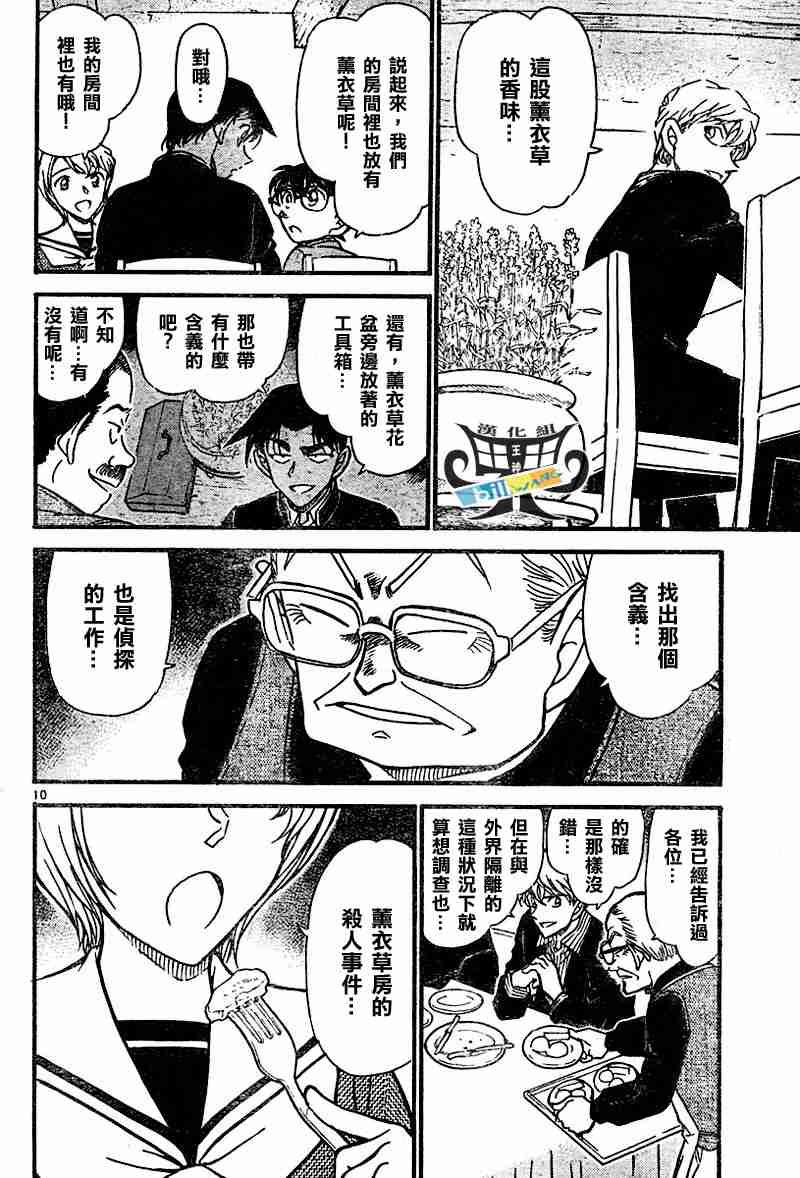 這股薰衣草
的香味…
說起來，我們
的房間裡也放有
薰衣草呢！
對哦…
我的房間
裡也有哦！
還有，薰衣草花
盆旁邊放著的
工具箱…
那也帶
有什麼
含義的
吧？
不知
道啊…有
沒有呢…
漢化組
王
神
bil
WANG
找出那個
含義…
也是偵探
的工作…
10
我已經告訴過
各位…
的確
是那樣沒
錯…
但在與
外界隔離的
這種狀況下就
算想調查也…
薰衣草房的
殺人事件…